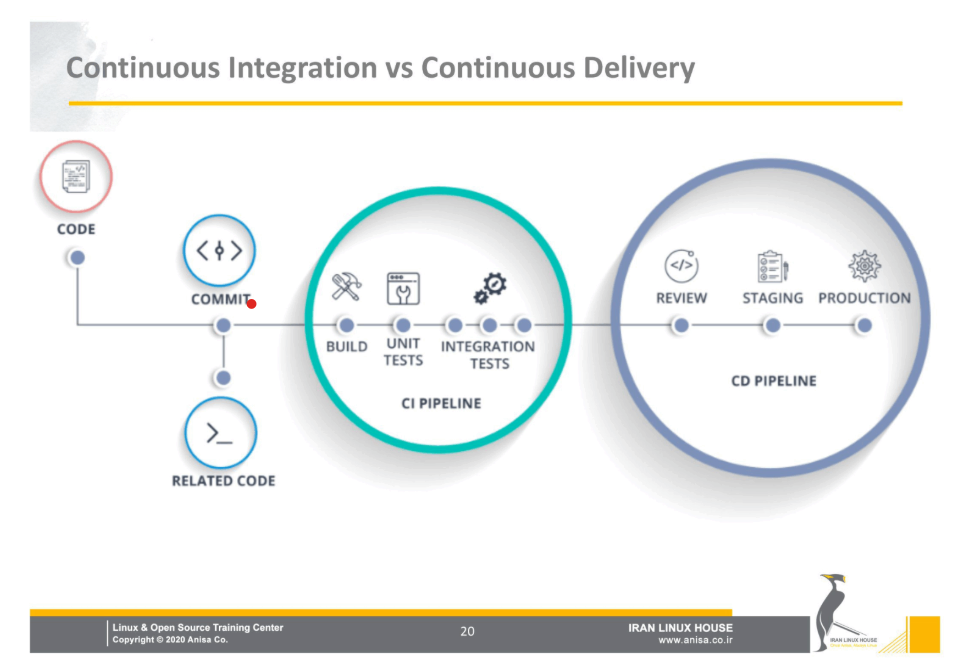 Continuous Integration vs Continuous Delivery
CODE
COMMIT
RELATED CODE
BUILD
UNIT
TESTS
INTEGRATION
TESTS
CI PIPELINE
REVIEW
STAGING
PRODUCTION
CD PIPELINE
Linux & Open Source Training Center
Copyright © 2020 Anisa Co.
20
IRAN LINUX HOUSE
www.anisa.co.ir
IRAN LINUX HOUSE